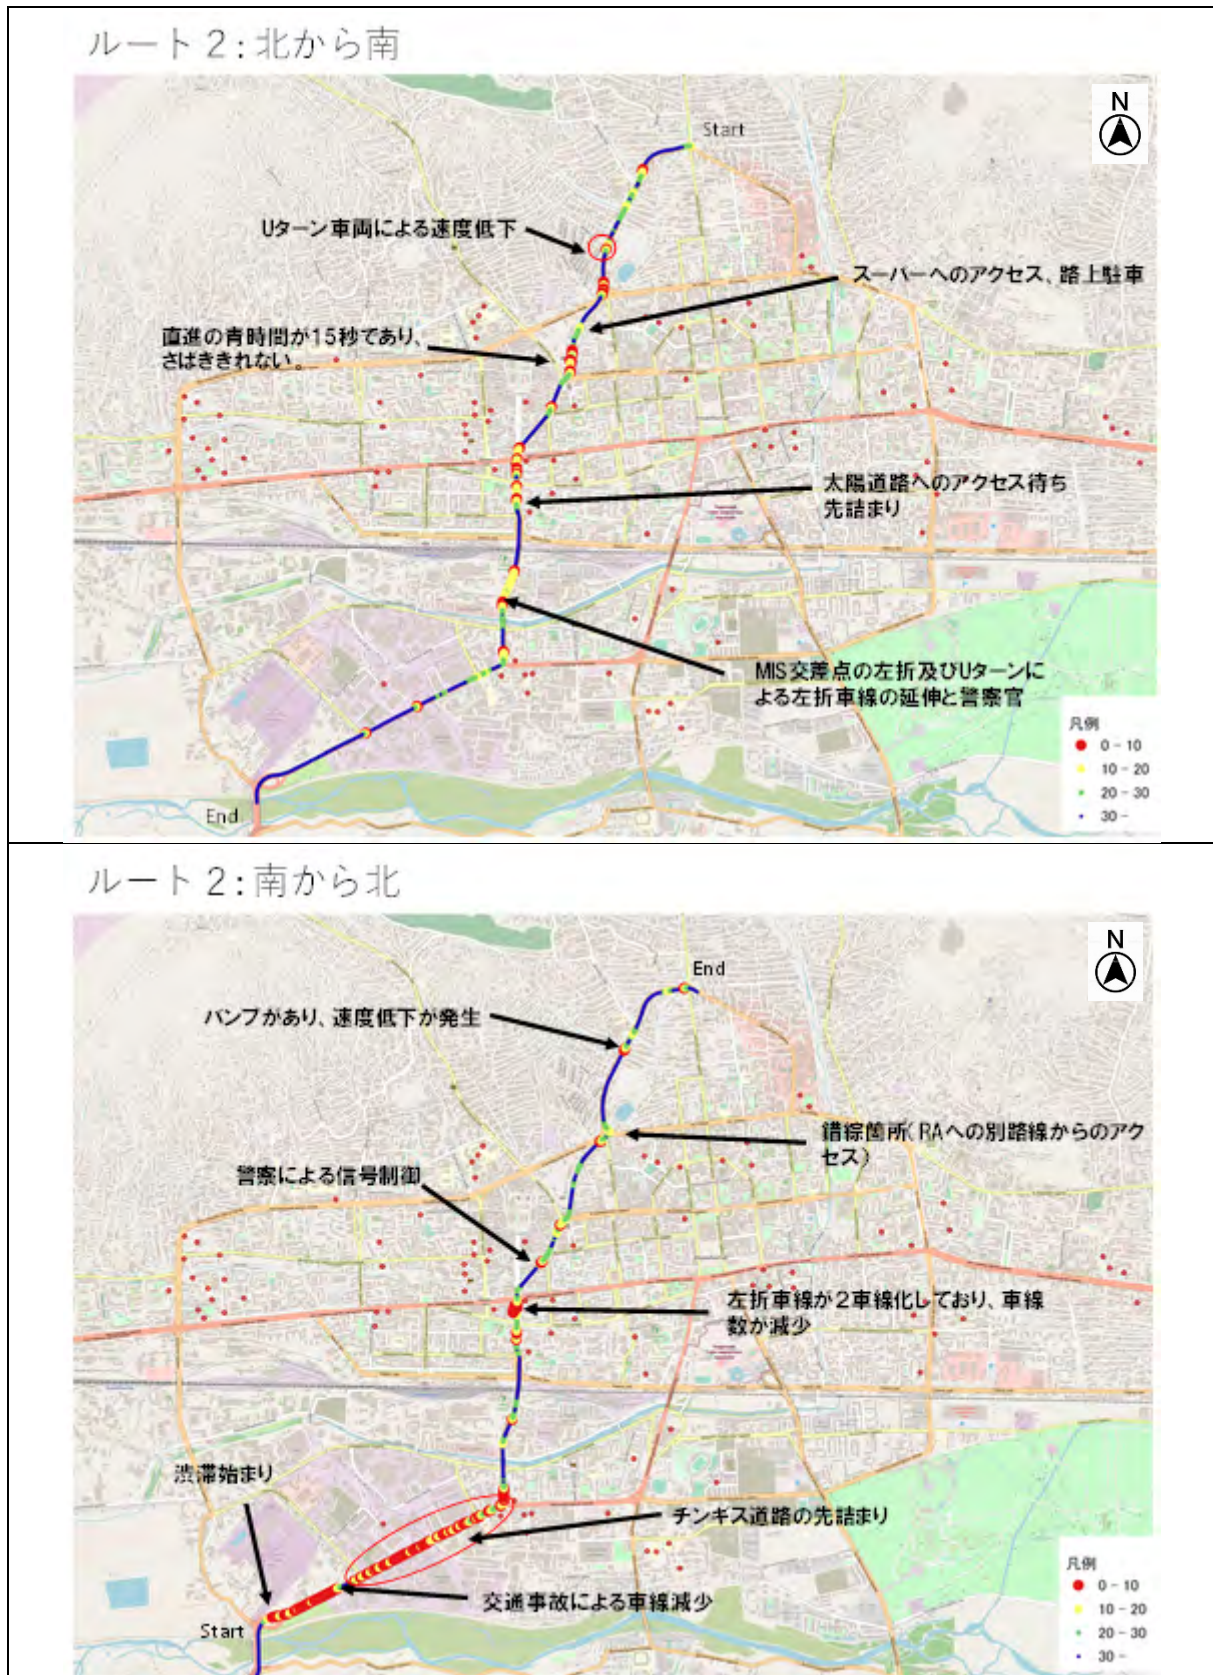 ルート 2：北から南
N
Start
Uターン車両による速度低下
スーパーへのアクセス、路上駐車
直進の青時間が15秒であり、
さばききれない。
太陽道路へのアクセス待ち
先詰まり
MIS交差点の左折及びUターンに
よる左折車線の延伸と警察官
凡例
0 - 10
10 - 20
20 - 30
30 -
End
ルート 2：南から北
N
End
バンプがあり、速度低下が発生
錯綜箇所（RAへの別路線からのアク
セス）
警察による信号制御
左折車線が２車線化しており、車線
数が減少
渋滞始まり
チンギス道路の先詰まり
交通事故による車線減少
Start
凡例
0 - 10
10 - 20
20 - 30
30 -